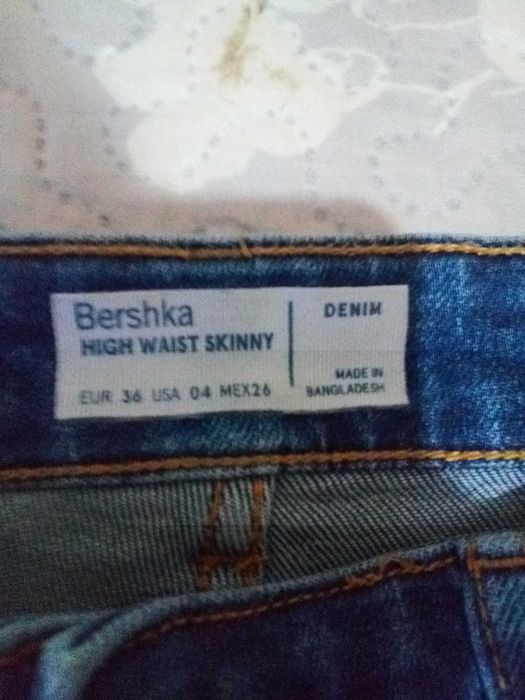 Bershka
HIGH WAIST SKINNY
EUR 36 USA 04 MEX26
DENIM
MADE IN
BANGLADESH